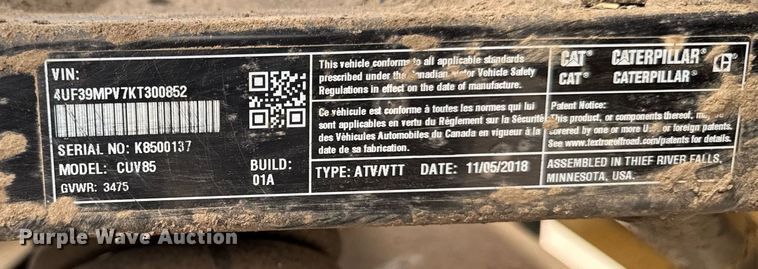 VIN:
4UF39MPV7KT300852
SERIAL NO: K8500137
MODEL: CUV85
BUILD:
01A
GVWR: 3475
This vehicle conforms to all applicable standards
prescribed under the Canadian Motor Vehicle Safety
Regulations in effect on the date of manufacture.
Ce véhicule est conforme à toutes les normes qui lui
sont applicables en vertu du Règlement sur la Sécurité
des Véhicules Automobiles du Canada en vigueur à la
date de sa fabrication.
TYPE: ATV/VTT DATE: 11/05/2018
CAT® CATERPILLAR®
CAT® CATERPILLAR®
Patent Notice:
This product, or components thereof, may
covered by one or more U.S. or foreign patents.
See www.textronoffroad.com/patents for details.
ASSEMBLED IN THIEF RIVER FALLS,
MINNESOTA, USA.
Purple Wave Auction